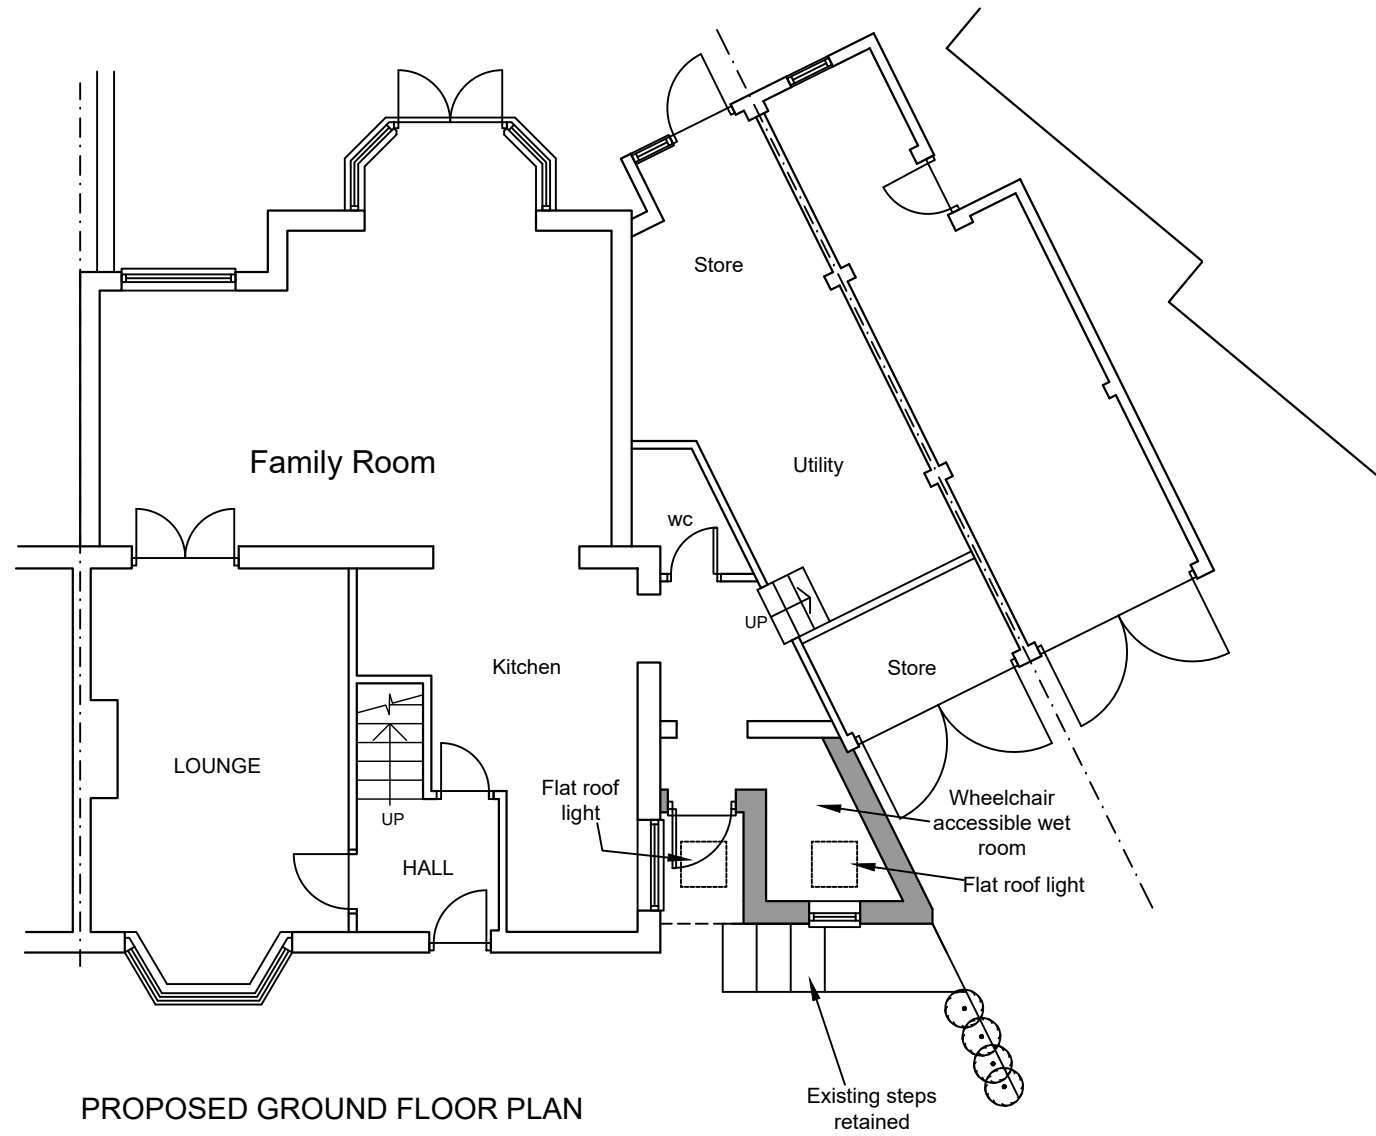 Store
Family Room
Utility
wc
UP
Kitchen
Store
LOUNGE
Flat roof
light
UP
Wheelchair
accessible wet
room
HALL
Flat roof light
Existing steps
retained
PROPOSED GROUND FLOOR PLAN